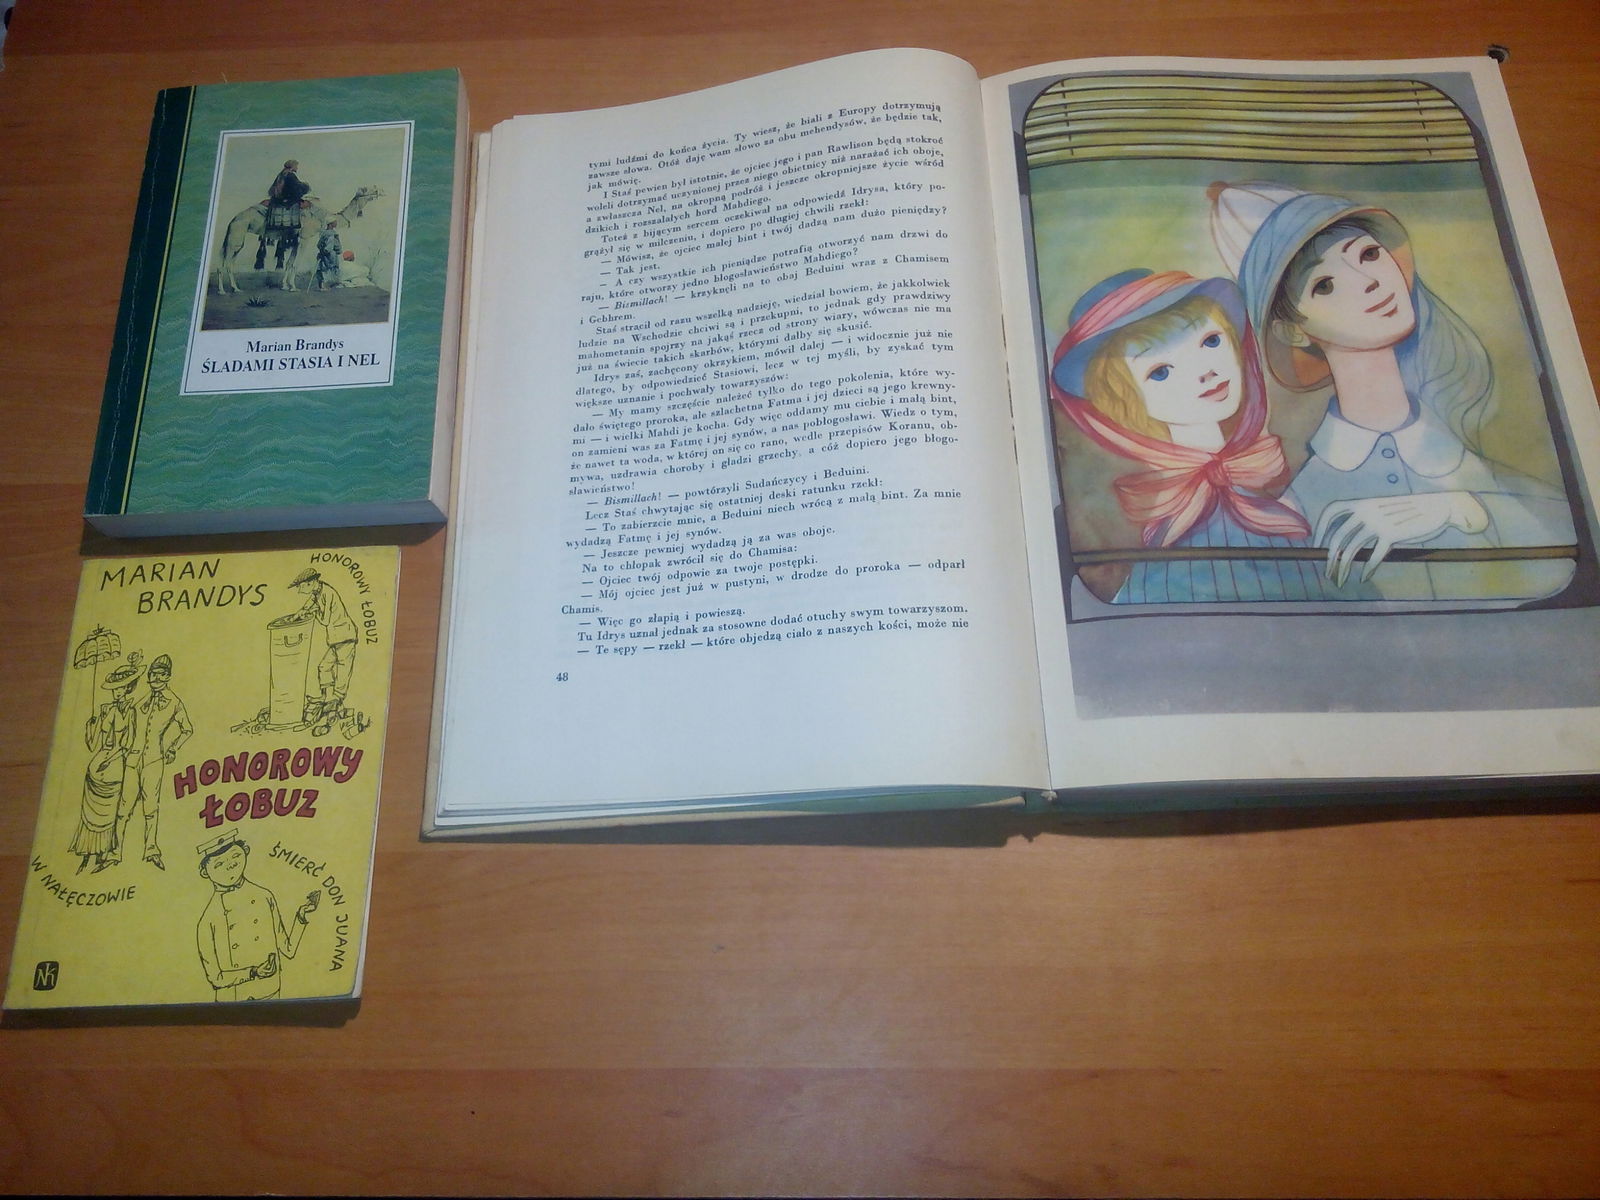 Marian Brandys
ŚLADAMI STASIA I NEL
MARIAN
BRANDYS
HONOROWY ŁOBUZ
HONOROWY
ŁOBUZ
W NAŁĘCZOWIE
ŚMIERĆ DON JUANA
NK
tymi ludźmi do końca życia. Ty wiesz, że biali z Europy dotrzymują
zawsze słowa. Otóż daję wam słowo za obu mehendysów, że będzie tak,
jak mówię.
I Staś pewien był istotnie, że ojciec jego i pan Rawlison będą stokroć
woleli dotrzymać uczynionej przez niego obietnicy niż narażać ich oboje,
a zwłaszcza Nel, na okropną podróż i jeszcze okropniejsze życie wśród
dzikich i rozszalałych hord Mahdiego.
Toteż z bijącym sercem oczekiwał na odpowiedź Idrysa, który po-
grążył się w milczeniu, i dopiero po długiej chwili rzekł:
— Mówisz, że ojciec małej bint i twój dadzą nam dużo pieniędzy?
— Tak jest.
— A czy wszystkie ich pieniądze potrafią otworzyć nam drzwi do
raju, które otworzy jedno błogosławieństwo Mahdiego?
— Bismillach! — krzyknęli na to obaj Beduini wraz z Chamisem
i Gebhrem.
Staś stracił od razu wszelką nadzieję, wiedział bowiem, że jakkolwiek
ludzie na Wschodzie chciwi są i przekupni, to jednak gdy prawdziwy
mahometanin spojrzy na jakąś rzecz od strony wiary, wówczas nie ma
już na świecie takich skarbów, którymi dałby się skusić.
Idrys zaś, zachęcony okrzykiem, mówił dalej — i widocznie już nie
dlatego, by odpowiedzieć Stasiowi, lecz w tej myśli, by zyskać tym
większe uznanie i pochwały towarzyszów:
— My mamy szczęście należeć tylko do tego pokolenia, które wy-
dało świętego proroka, ale szlachetna Fatma i jej dzieci są jego krewny-
mi — i wielki Mahdi je kocha. Gdy więc oddamy mu ciebie i małą bint,
on zamieni was za Fatmę i jej synów, a nas pobłogosławi. Wiedz o tym,
że nawet ta woda, w której on się co rano, wedle przepisów Koranu, ob-
mywa, uzdrawia choroby i gładzi grzechy, a cóż dopiero jego błogo-
sławieństwo!
— Bismillach! — powtórzyli Sudańczycy i Beduini.
Lecz Staś chwytając się ostatniej deski ratunku rzekł:
— To zabierzcie mnie, a Beduini niech wrócą z małą bint. Za mnie
wydadzą Fatmę i jej synów.
— Jeszcze pewniej wydadzą ją za was oboje.
Na to chłopak zwrócił się do Chamisa:
— Ojciec twój odpowie za twoje postępki.
— Mój ojciec jest już w pustyni, w drodze do proroka — odparł
Chamis.
— Więc go złapią i powieszą.
Tu Idrys uznał jednak za stosowne dodać otuchy swym towarzyszom.
— Te sępy — rzekł — które objedzą ciało z naszych kości, może nie
48